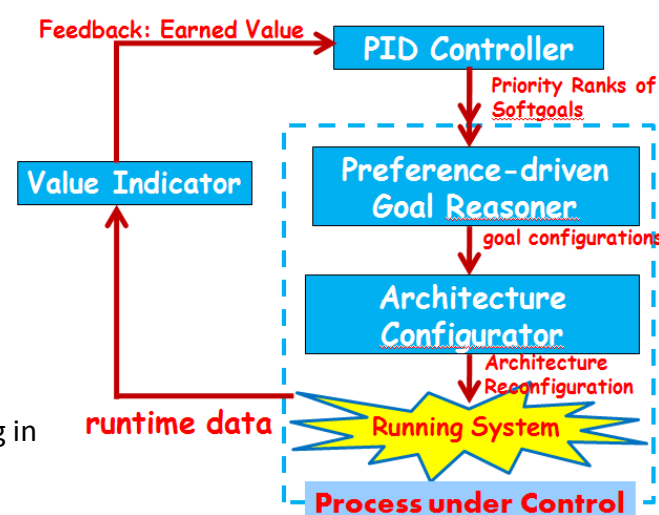 Feedback: Earned Value
PID Controller
Priority Ranks of
Softgoals
Preference-driven
Goal Reasoner
Value Indicator
goal configurations
Architecture
Configurator
Architecture
Reconfiguration
Running System
runtime data
g in
Process under Control